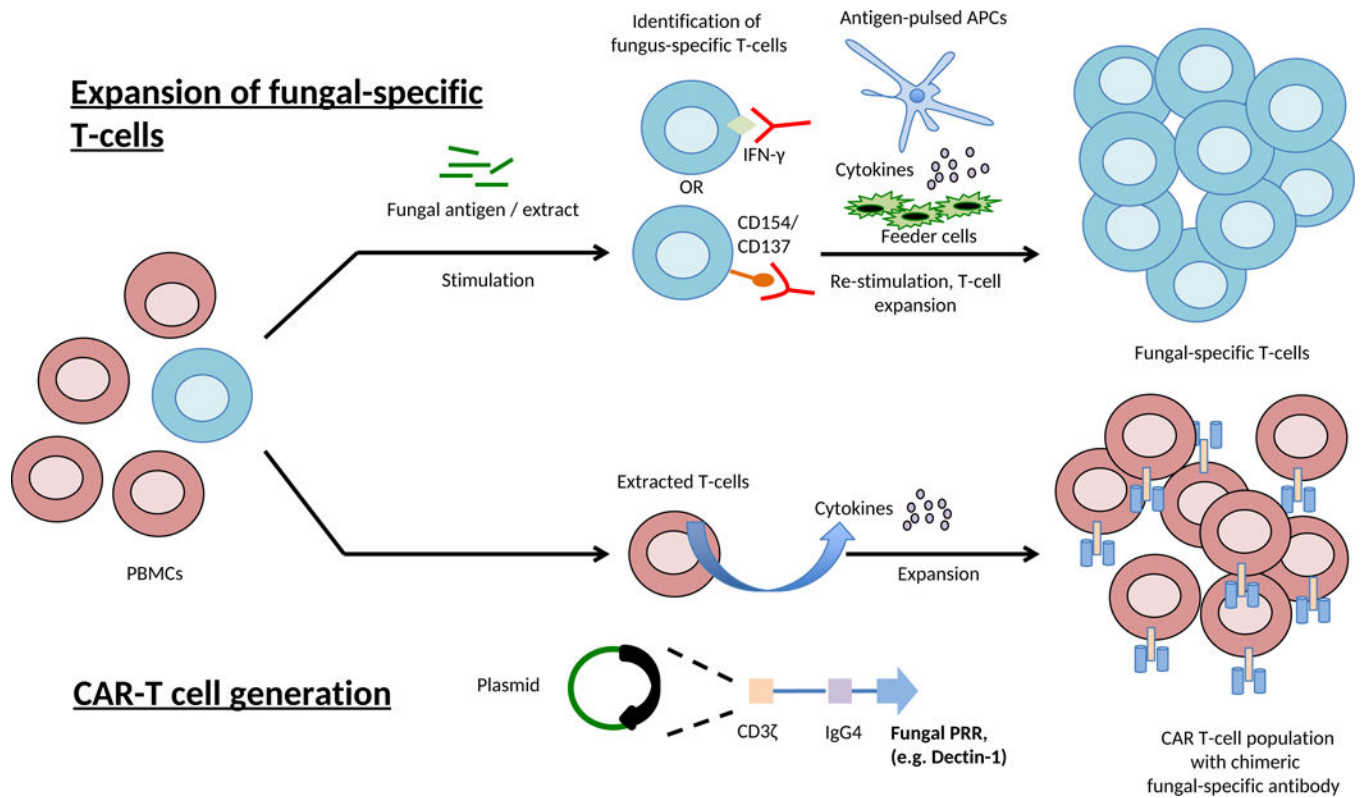 Expansion of fungal-specific
T-cells
Identification of
fungus-specific T-cells
Antigen-pulsed APCs
IFN-γ
OR
Fungal antigen / extract
Stimulation
CD154/
CD137
Cytokines
Feeder cells
Re-stimulation, T-cell
expansion
Fungal-specific T-cells
PBMCs
Extracted T-cells
Cytokines
Expansion
CAR-T cell generation
Plasmid
CD3ζ
IgG4
Fungal PRR,
(e.g. Dectin-1)
CAR T-cell population
with chimeric
fungal-specific antibody